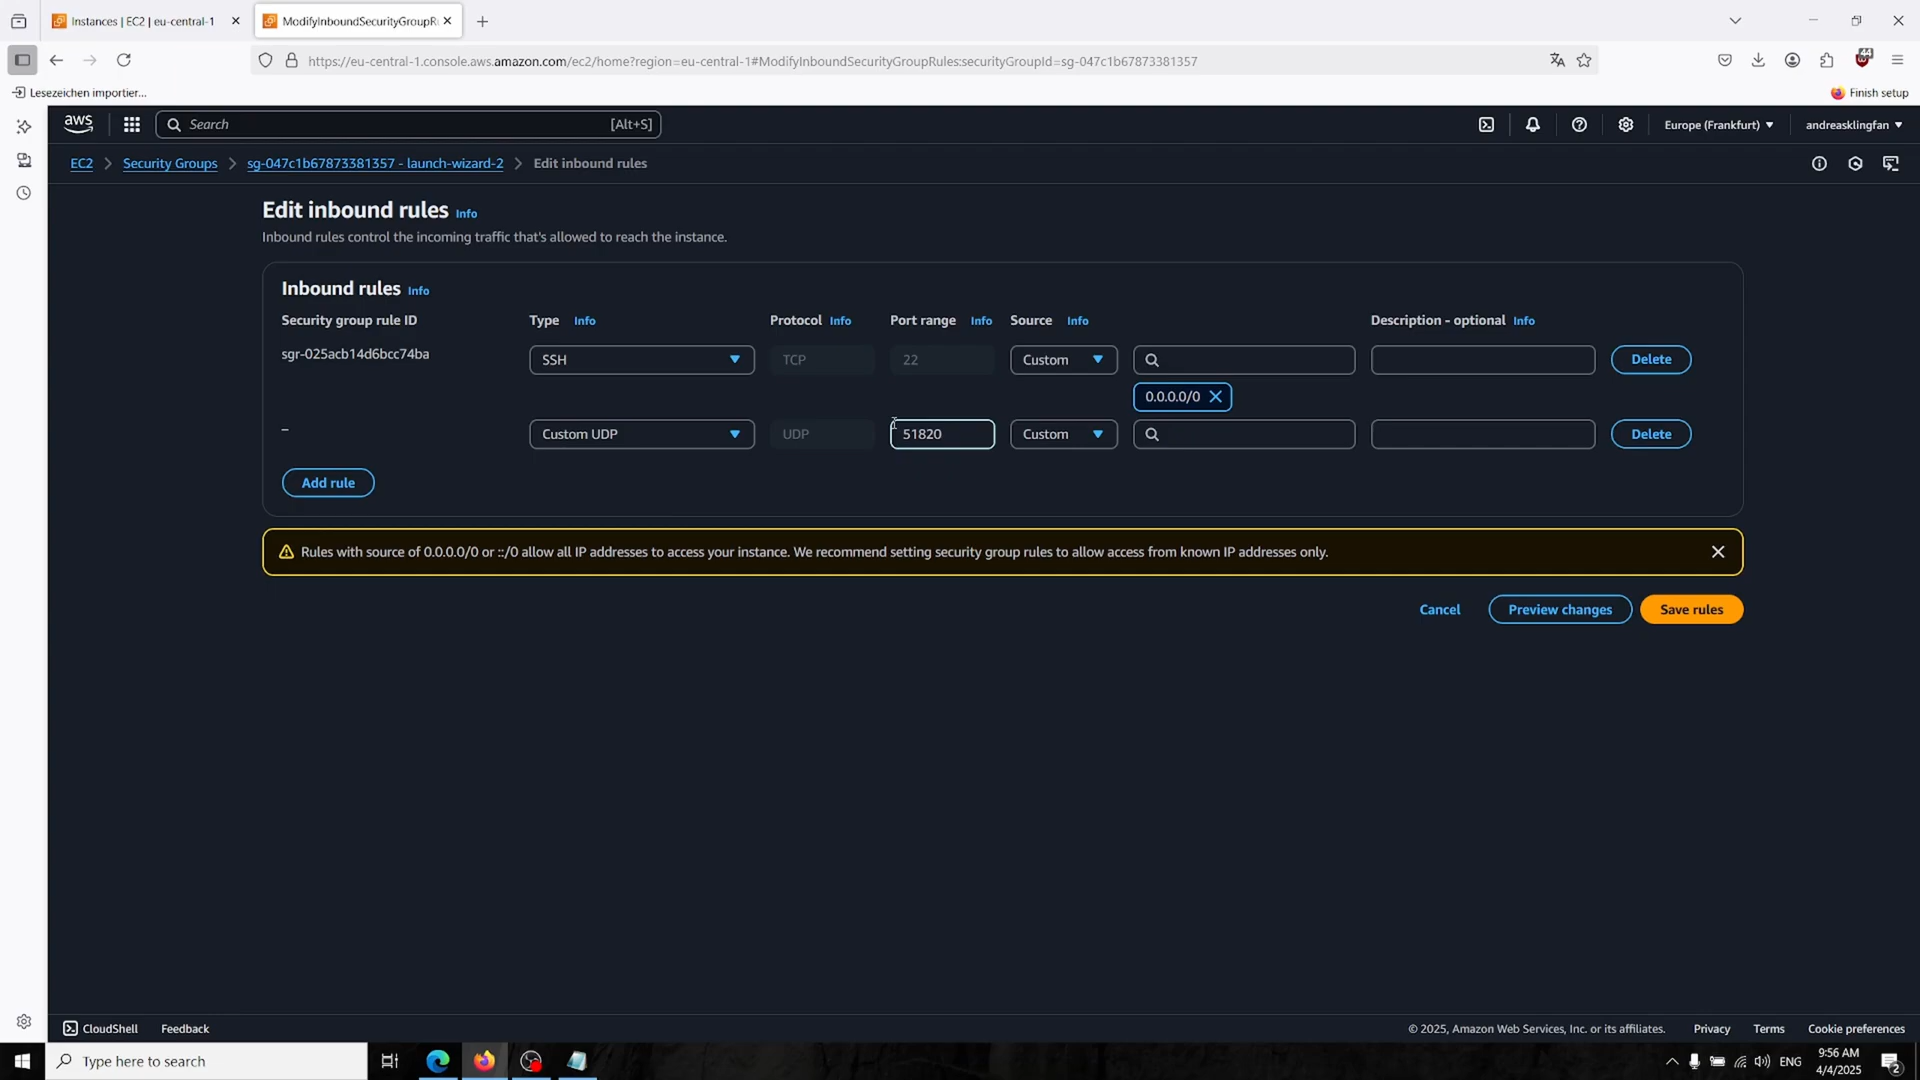 Instances | EC2 | eu-central-1
ModifyInboundSecurityGroupR
https://eu-central-1.console.aws.amazon.com/ec2/home?region=eu-central-1#ModifyInboundSecurityGroupRules:securityGroupId=sg-047c1b67873381357
44
Lesezeichen importier...
Finish setup
aws
Search
[Alt+S]
Europe (Frankfurt)
andreasklingfan
EC2
Security Groups
sg-047c1b67873381357 - launch-wizard-2
Edit inbound rules
Edit inbound rules Info
Inbound rules control the incoming traffic that's allowed to reach the instance.
Inbound rules Info
Security group rule ID Type Info Protocol Info Port range Info Source Info Description - optional Info
sgr-025acb14d6bcc74ba SSH TCP 22 Custom Delete
0.0.0.0/0
– Custom UDP UDP 51820 Custom Delete
Add rule
Rules with source of 0.0.0.0/0 or ::/0 allow all IP addresses to access your instance. We recommend setting security group rules to allow access from known IP addresses only.
Cancel Preview changes Save rules
CloudShell Feedback © 2025, Amazon Web Services, Inc. or its affiliates. Privacy Terms Cookie preferences
Type here to search
ENG
9:56 AM
4/4/2025
2